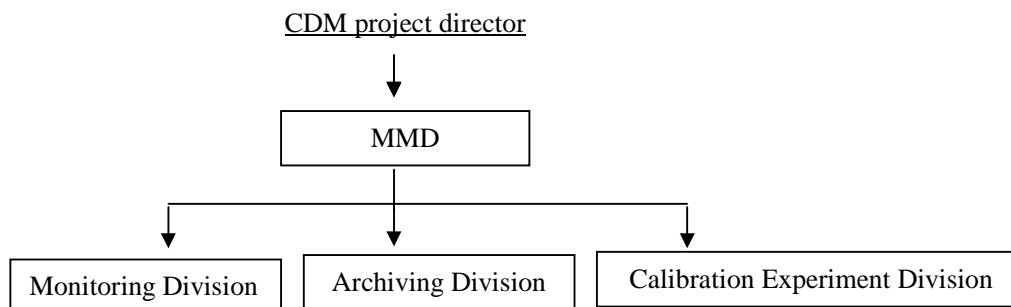 CDM project director
MMD
Monitoring Division
Archiving Division
Calibration Experiment Division